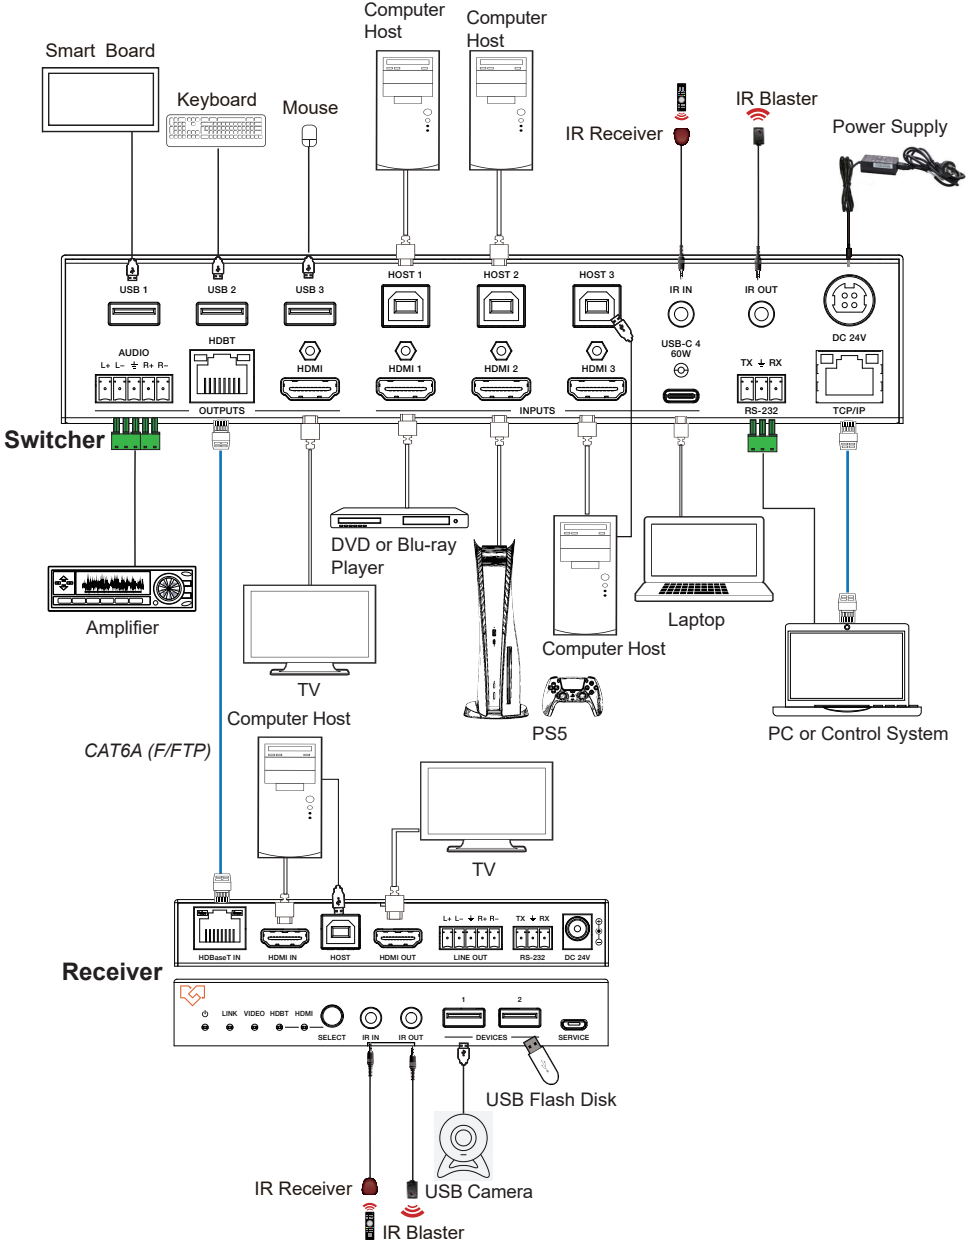 Computer
Host
Computer
Host
Smart Board
Keyboard
Mouse
IR Receiver
IR Blaster
Power Supply
USB 1
USB 2
USB 3
HOST 1
HOST 2
HOST 3
IR IN
IR OUT
DC 24V
AUDIO
L+ L- R+ R-
HDBT
HDMI
HDMI 1
HDMI 2
HDMI 3
USB-C 4
60W
TX RX
OUTPUTS
INPUTS
RS-232
TCP/IP
Switcher
DVD or Blu-ray
Player
Amplifier
TV
PS5
Computer Host
Laptop
PC or Control System
CAT6A (F/FTP)
Computer Host
TV
L+ L- R+ R-
TX RX
HDBaseT IN
HDMI IN
HOST
HDMI OUT
LINE OUT
RS-232
DC 24V
Receiver
LINK VIDEO HDBT HDMI
SELECT
IR IN
IR OUT
1
2
DEVICES
SERVICE
USB Flash Disk
USB Camera
IR Receiver
IR Blaster